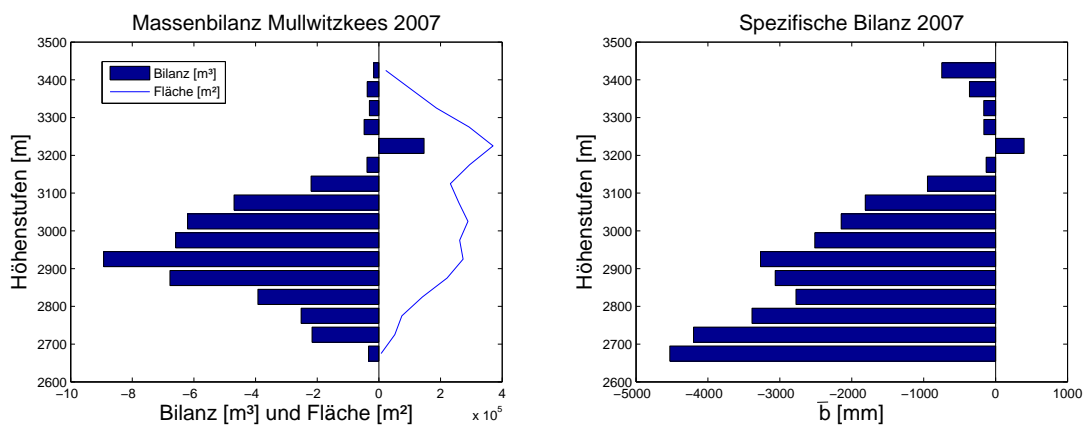 Massenbilanz Mullwitzkees 2007
3500
3400
3300
3200
3100
3000
2900
2800
2700
2600
Höhenstufen [m]
Bilanz [m³]
Fläche [m²]
−10 −8 −6 −4 −2 0 2 4
x 10⁵
Bilanz [m³] und Fläche [m²]
Spezifische Bilanz 2007
3500
3400
3300
3200
3100
3000
2900
2800
2700
2600
Höhenstufen [m]
−5000 −4000 −3000 −2000 −1000 0 1000
b̅ [mm]